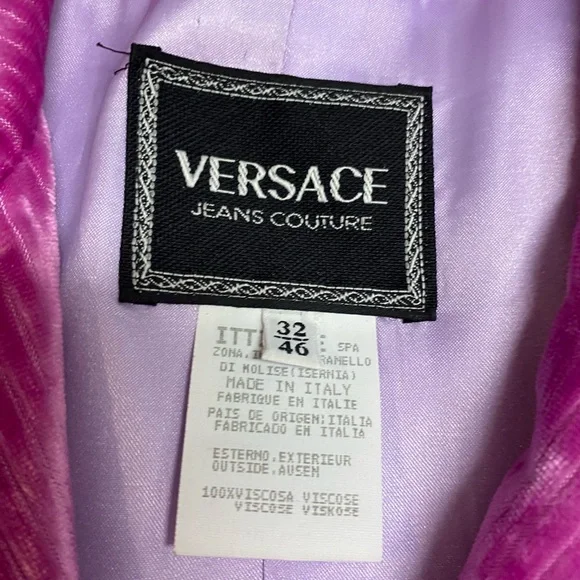 VERSACE
JEANS COUTURE
32
46
SPA
ZONA
DI MOLISE(ISERNIA)
MADE IN ITALY
FABRIQUE EN ITALIE
PAIS DE ORIGEN:ITALIA
FABRICADO EN ITALIA
ESTERMO.EXTERIEUR
OUTSIDE.AUSEN
100%VISCOSA VISCOSE
VISCOSE VISKOSE